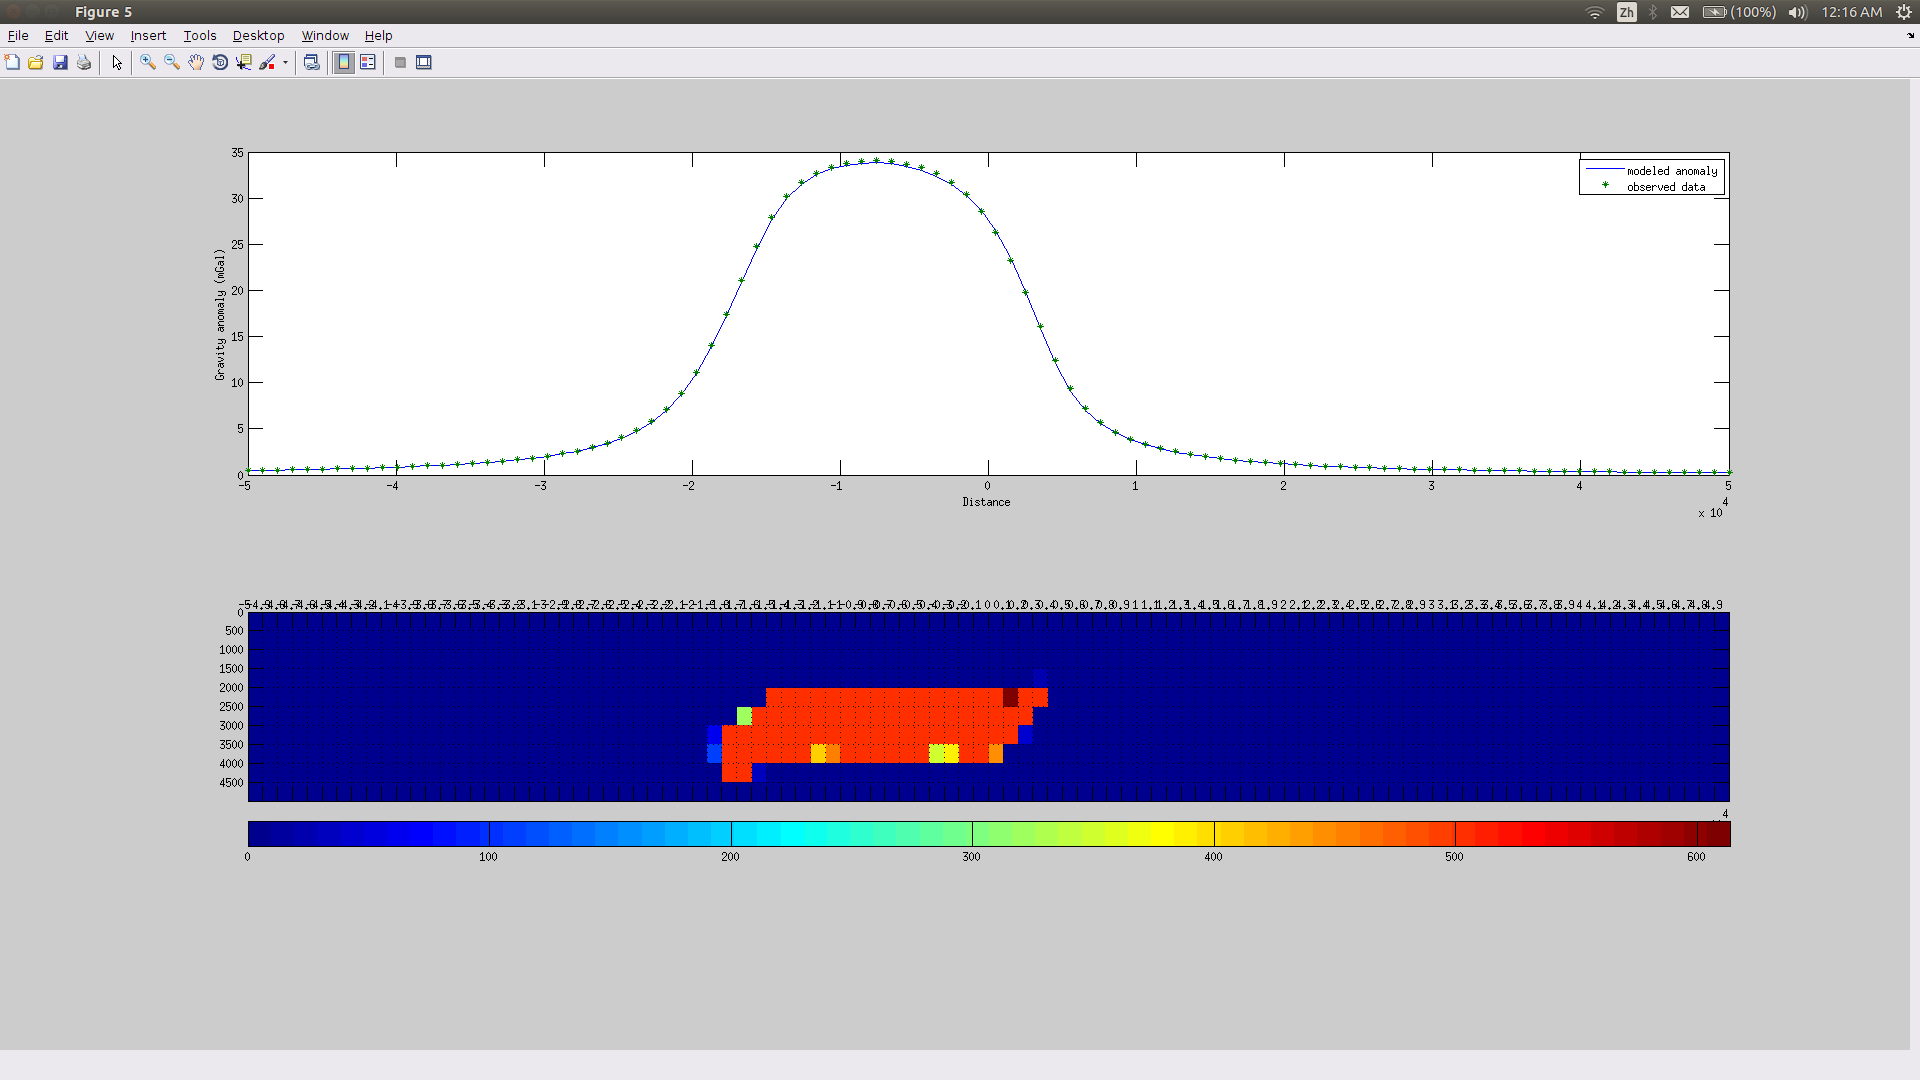 Figure 5
Zh
(100%)
12:16 AM
File Edit View Insert Tools Desktop Window Help
35
30
25
20
15
10
5
0
Gravity anomaly (mGal)
modeled anomaly
observed data
-5 -4 -3 -2 -1 0 1 2 3 4 5
Distance
4
x 10
0
500
1000
1500
2000
2500
3000
3500
4000
4500
4
0 100 200 300 400 500 600